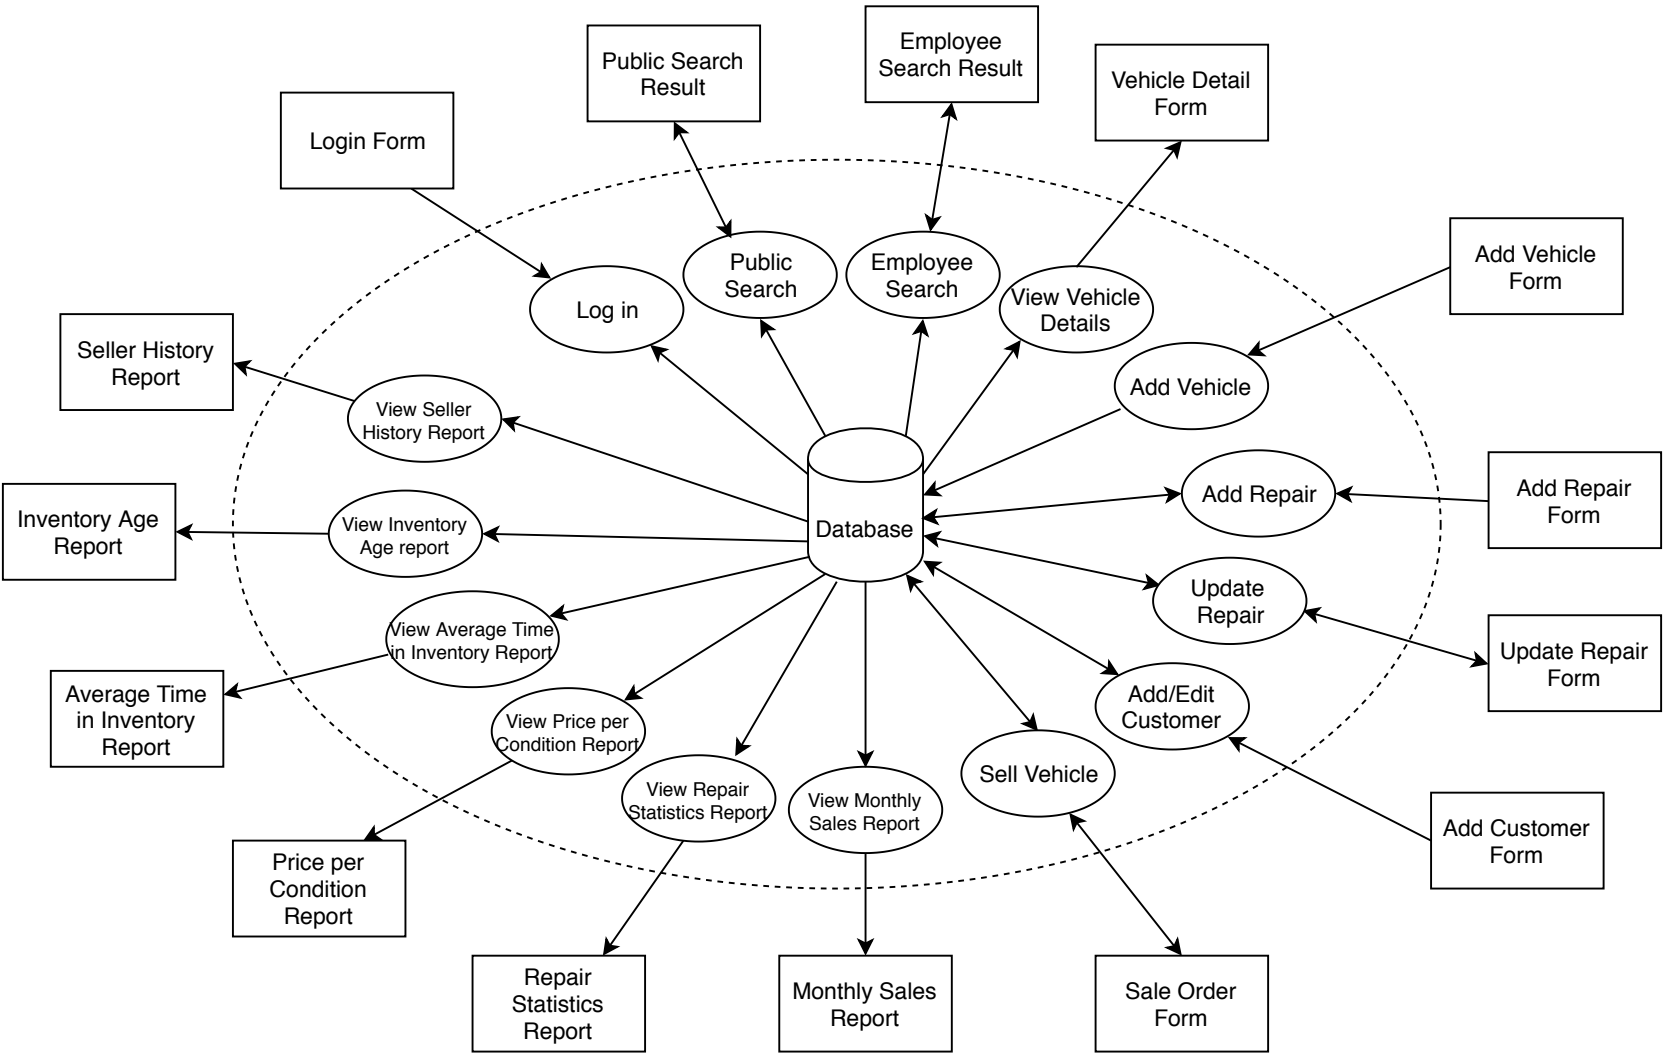 Employee
Search Result
Public Search
Result
Vehicle Detail
Form
Login Form
Add Vehicle
Form
Public
Search
Employee
Search
View Vehicle
Details
Log in
Seller History
Report
Add Vehicle
View Seller
History Report
Inventory Age
Report
View Inventory
Age report
Database
Add Repair
Add Repair
Form
Update
Repair
Update Repair
Form
View Average Time
in Inventory Report
Average Time
in Inventory
Report
Add/Edit
Customer
View Price per
Condition Report
Sell Vehicle
View Repair
Statistics Report
View Monthly
Sales Report
Add Customer
Form
Price per
Condition
Report
Repair
Statistics
Report
Monthly Sales
Report
Sale Order
Form